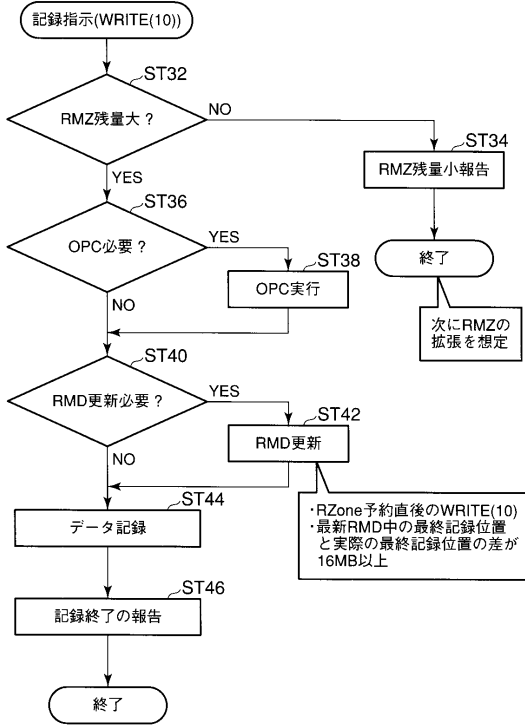 記録指示(WRITE(10))
ST32
RMZ残量大？
NO
ST34
YES
RMZ残量小報告
ST36
OPC必要？
YES
終了
ST38
OPC実行
NO
次にRMZの
拡張を想定
ST40
RMD更新必要？
YES
ST42
RMD更新
NO
ST44
データ記録
・RZone予約直後のWRITE(10)
・最新RMD中の最終記録位置
と実際の最終記録位置の差が
16MB以上
ST46
記録終了の報告
終了